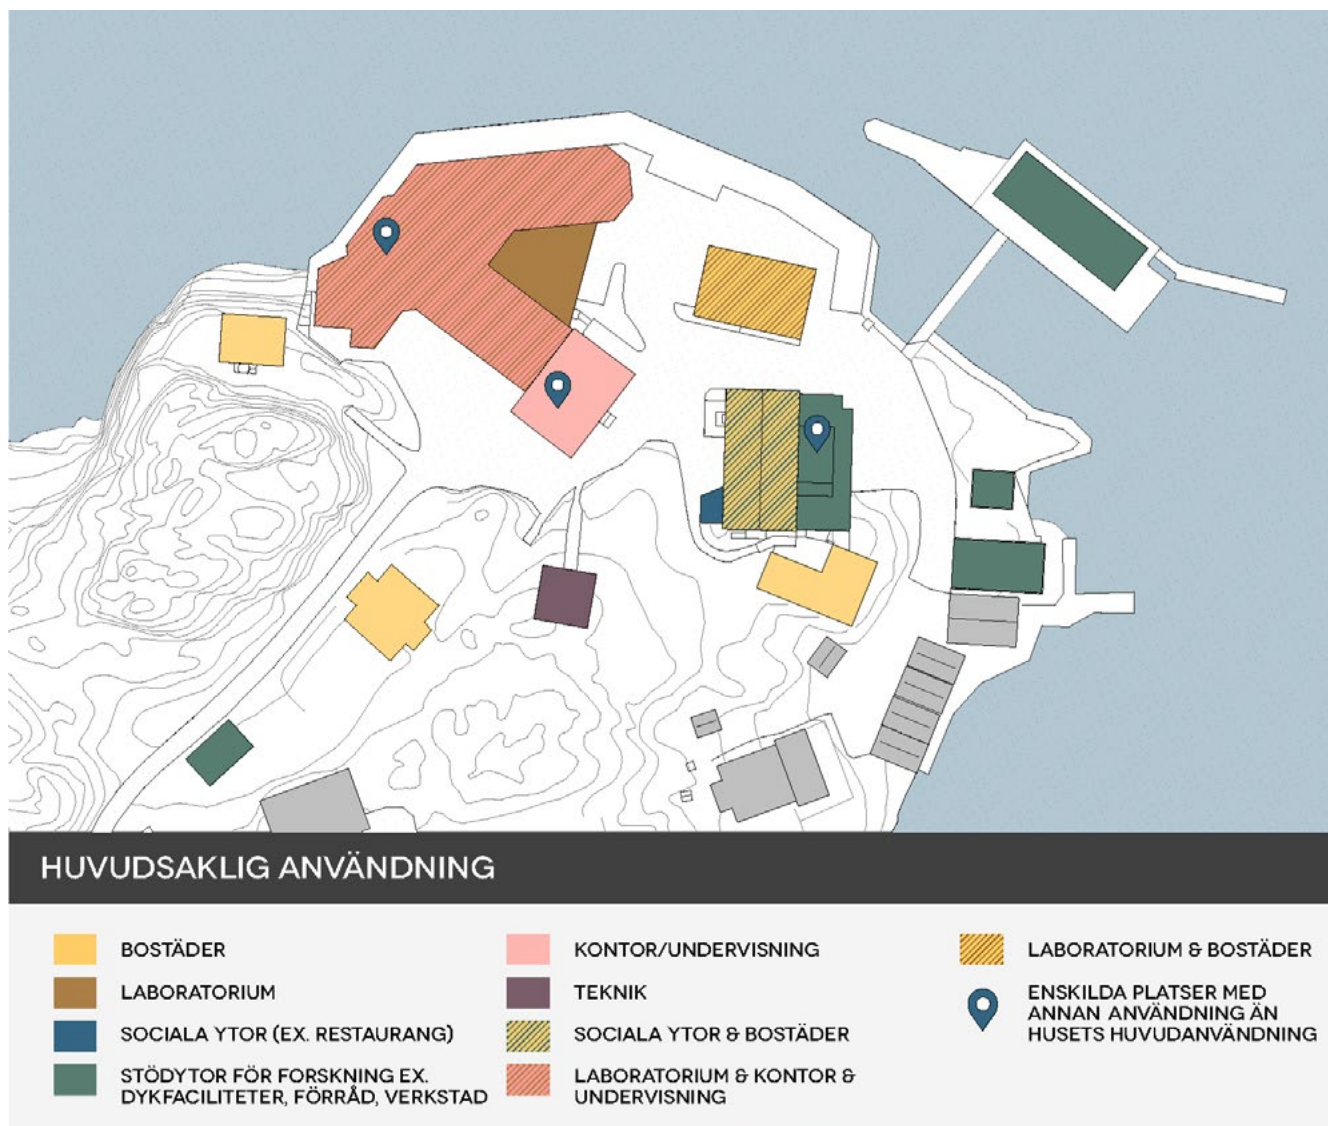 HUVUDSAKLIG ANVÄNDNING
BOSTÄDER
LABORATORIUM
SOCIALA YTOR (EX. RESTAURANG)
STÖDYTOR FÖR FORSKNING EX.
DYKFACILITETER, FÖRRÅD, VERKSTAD
KONTOR/UNDERVISNING
TEKNIK
SOCIALA YTOR & BOSTÄDER
LABORATORIUM & KONTOR &
UNDERVISNING
LABORATORIUM & BOSTÄDER
ENSKILDA PLATSER MED
ANNAN ANVÄNDNING ÄN
HUSETS HUVUDANVÄNDNING